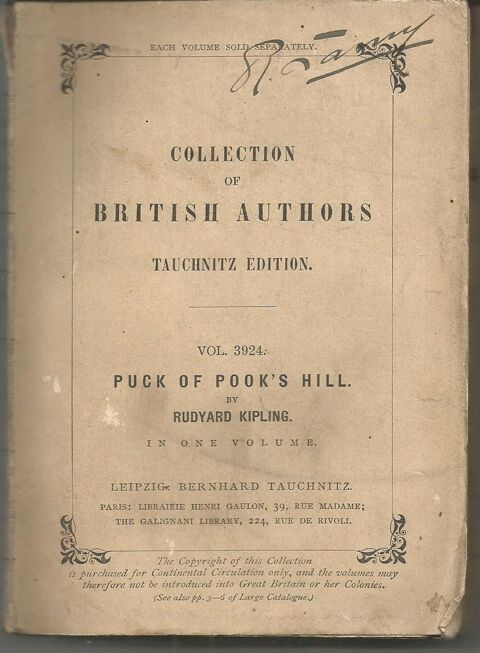 EACH VOLUME SOLD SEPARATELY.
COLLECTION
OF
BRITISH AUTHORS
TAUCHNITZ EDITION.
VOL. 3924.
PUCK OF POOK'S HILL.
BY
RUDYARD KIPLING.
IN ONE VOLUME.
LEIPZIG: BERNHARD TAUCHNITZ.
PARIS: LIBRAIRIE HENRI GAULON, 39, RUE MADAME;
THE GALIGNANI LIBRARY, 224, RUE DE RIVOLI.
The Copyright of this Collection
is purchased for Continental Circulation only, and the volumes may
therefore not be introduced into Great Britain or her Colonies.
(See also pp. 3—6 of Large Catalogue.)